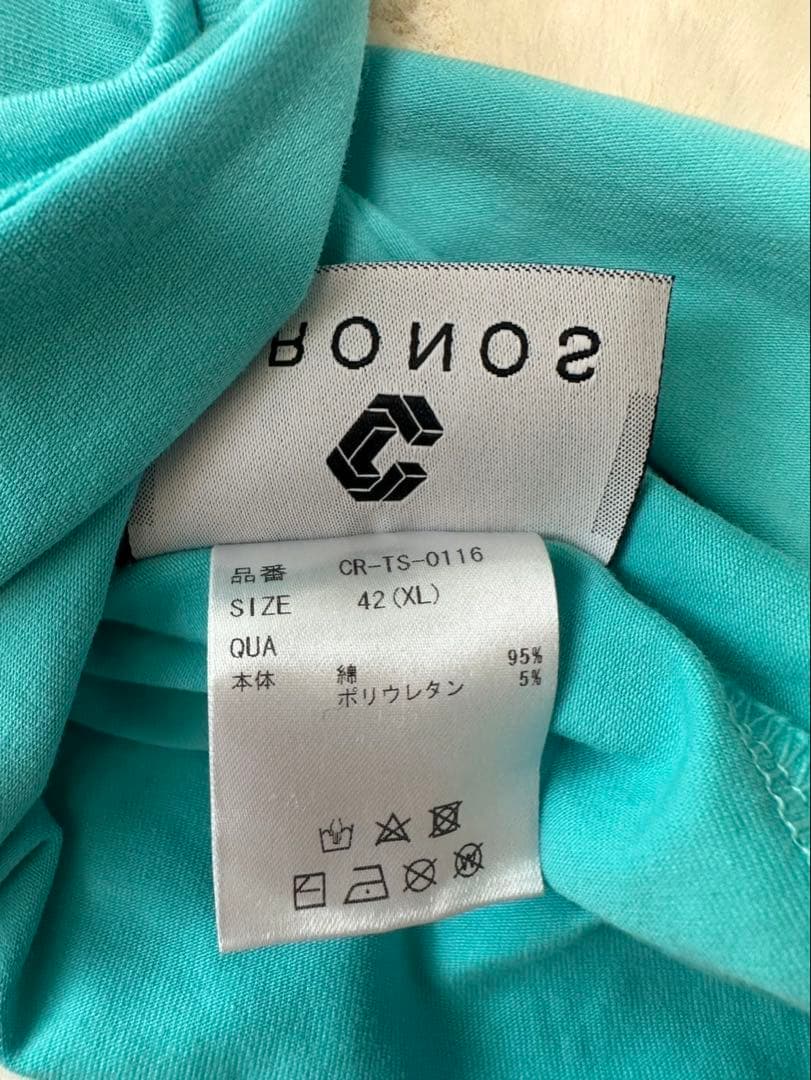 RONOS
品番 CR-TS-0116
SIZE 42(XL)
QUA
本体 綿 95%
ポリウレタン 5%
W